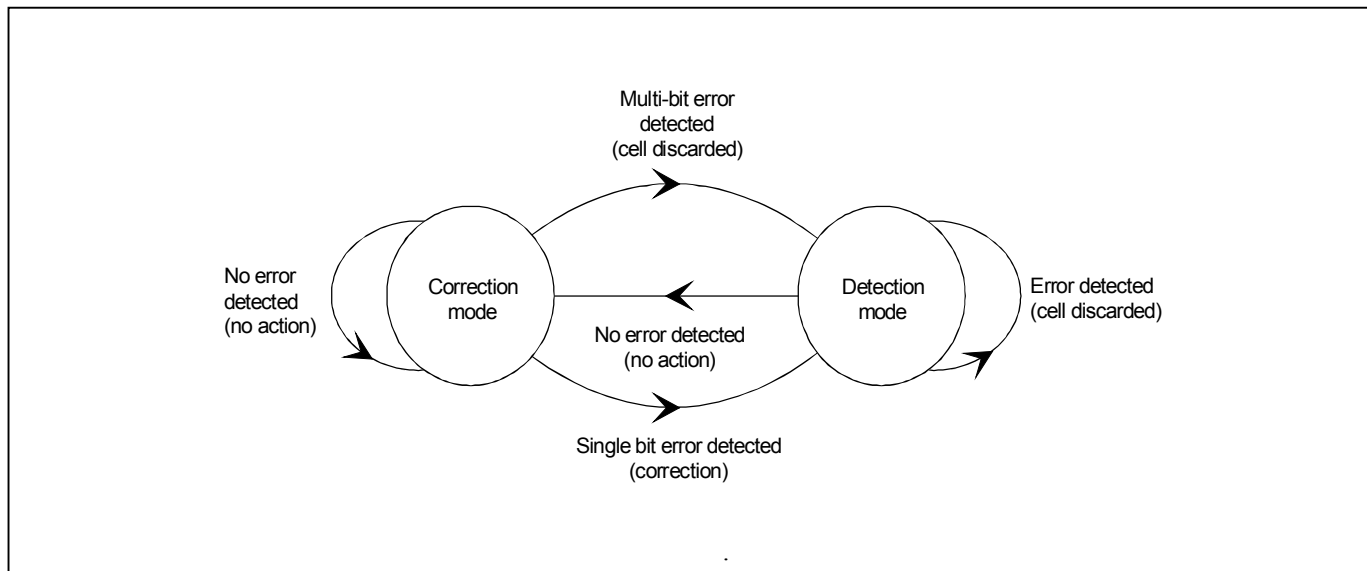 Multi-bit error
detected
(cell discarded)
No error
detected
(no action)
Correction
mode
Detection
mode
Error detected
(cell discarded)
No error detected
(no action)
Single bit error detected
(correction)
.